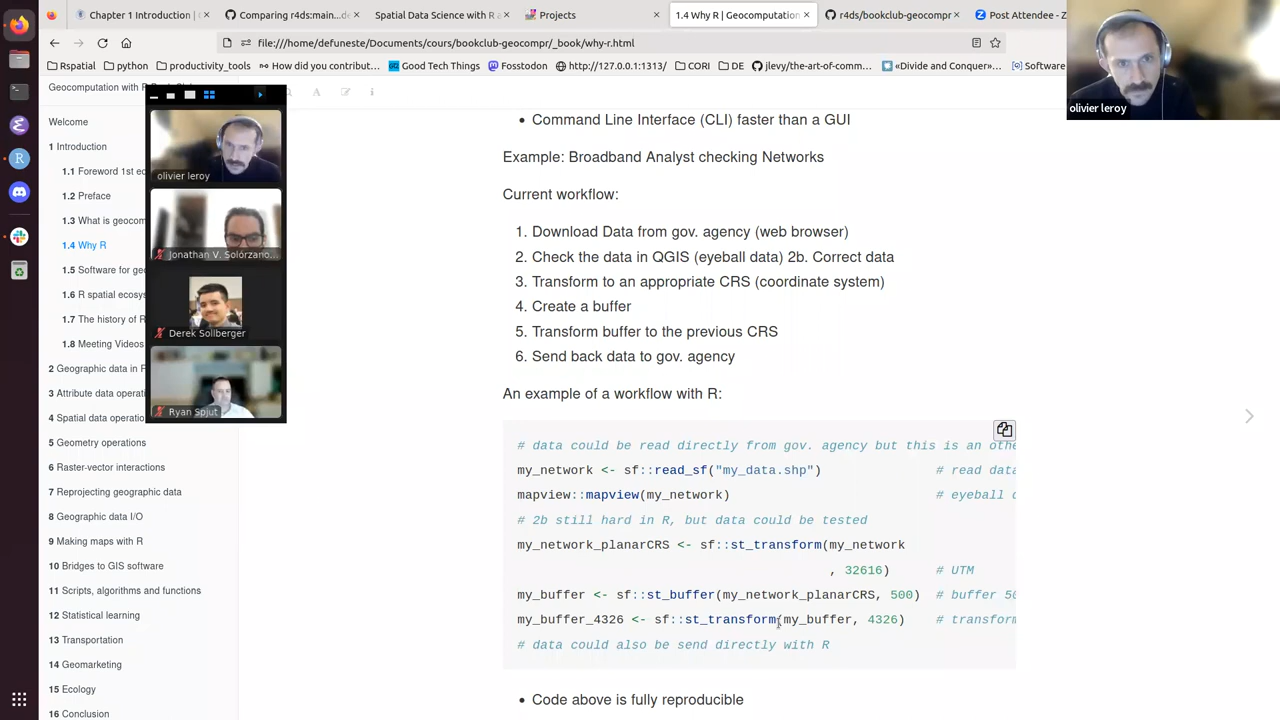 Chapter 1 Introduction |
Comparing r4ds:main...de
Spatial Data Science with R a
Projects
1.4 Why R | Geocomputation
r4ds/bookclub-geocompr
Post Attendee - Z
file:///home/defuneste/Documents/cours/bookclub-geocompr/_book/why-r.html
Rspatial
python
productivity_tools
How did you contribut...
Good Tech Things
Fosstodon
http://127.0.0.1:1313/
CORI
DE
jlevy/the-art-of-comm...
«Divide and Conquer»...
Software
olivier leroy
Geocomputation with R
Welcome
1 Introduction
1.1 Foreword 1st ed
1.2 Preface
1.3 What is geocom
1.4 Why R
1.5 Software for geo
1.6 R spatial ecosys
1.7 The history of R
1.8 Meeting Videos
2 Geographic data in R
3 Attribute data operati
4 Spatial data operatio
5 Geometry operations
6 Raster-vector interactions
7 Reprojecting geographic data
8 Geographic data I/O
9 Making maps with R
10 Bridges to GIS software
11 Scripts, algorithms and functions
12 Statistical learning
13 Transportation
14 Geomarketing
15 Ecology
16 Conclusion
olivier leroy
Jonathan V. Solórzano...
Derek Sollberger
Ryan Spjut
• Command Line Interface (CLI) faster than a GUI
Example: Broadband Analyst checking Networks
Current workflow:
1. Download Data from gov. agency (web browser)
2. Check the data in QGIS (eyeball data) 2b. Correct data
3. Transform to an appropriate CRS (coordinate system)
4. Create a buffer
5. Transform buffer to the previous CRS
6. Send back data to gov. agency
An example of a workflow with R:
# data could be read directly from gov. agency but this is an othe
my_network <- sf::read_sf("my_data.shp") # read data
mapview::mapview(my_network) # eyeball d
# 2b still hard in R, but data could be tested
my_network_planarCRS <- sf::st_transform(my_network
, 32616) # UTM
my_buffer <- sf::st_buffer(my_network_planarCRS, 500) # buffer 50
my_buffer_4326 <- sf::st_transform(my_buffer, 4326) # transform
# data could also be send directly with R
• Code above is fully reproducible